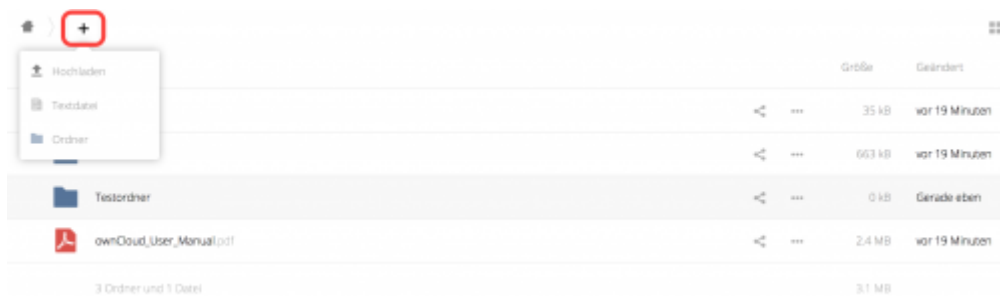 +
Hochladen
Größe Geändert
Textdatei
35 kB vor 19 Minuten
Ordner
663 kB vor 19 Minuten
Testordner 0 kB Gerade eben
ownCloud_User_Manual.pdf 2.4 MB vor 19 Minuten
3 Ordner und 1 Datei 3.1 MB